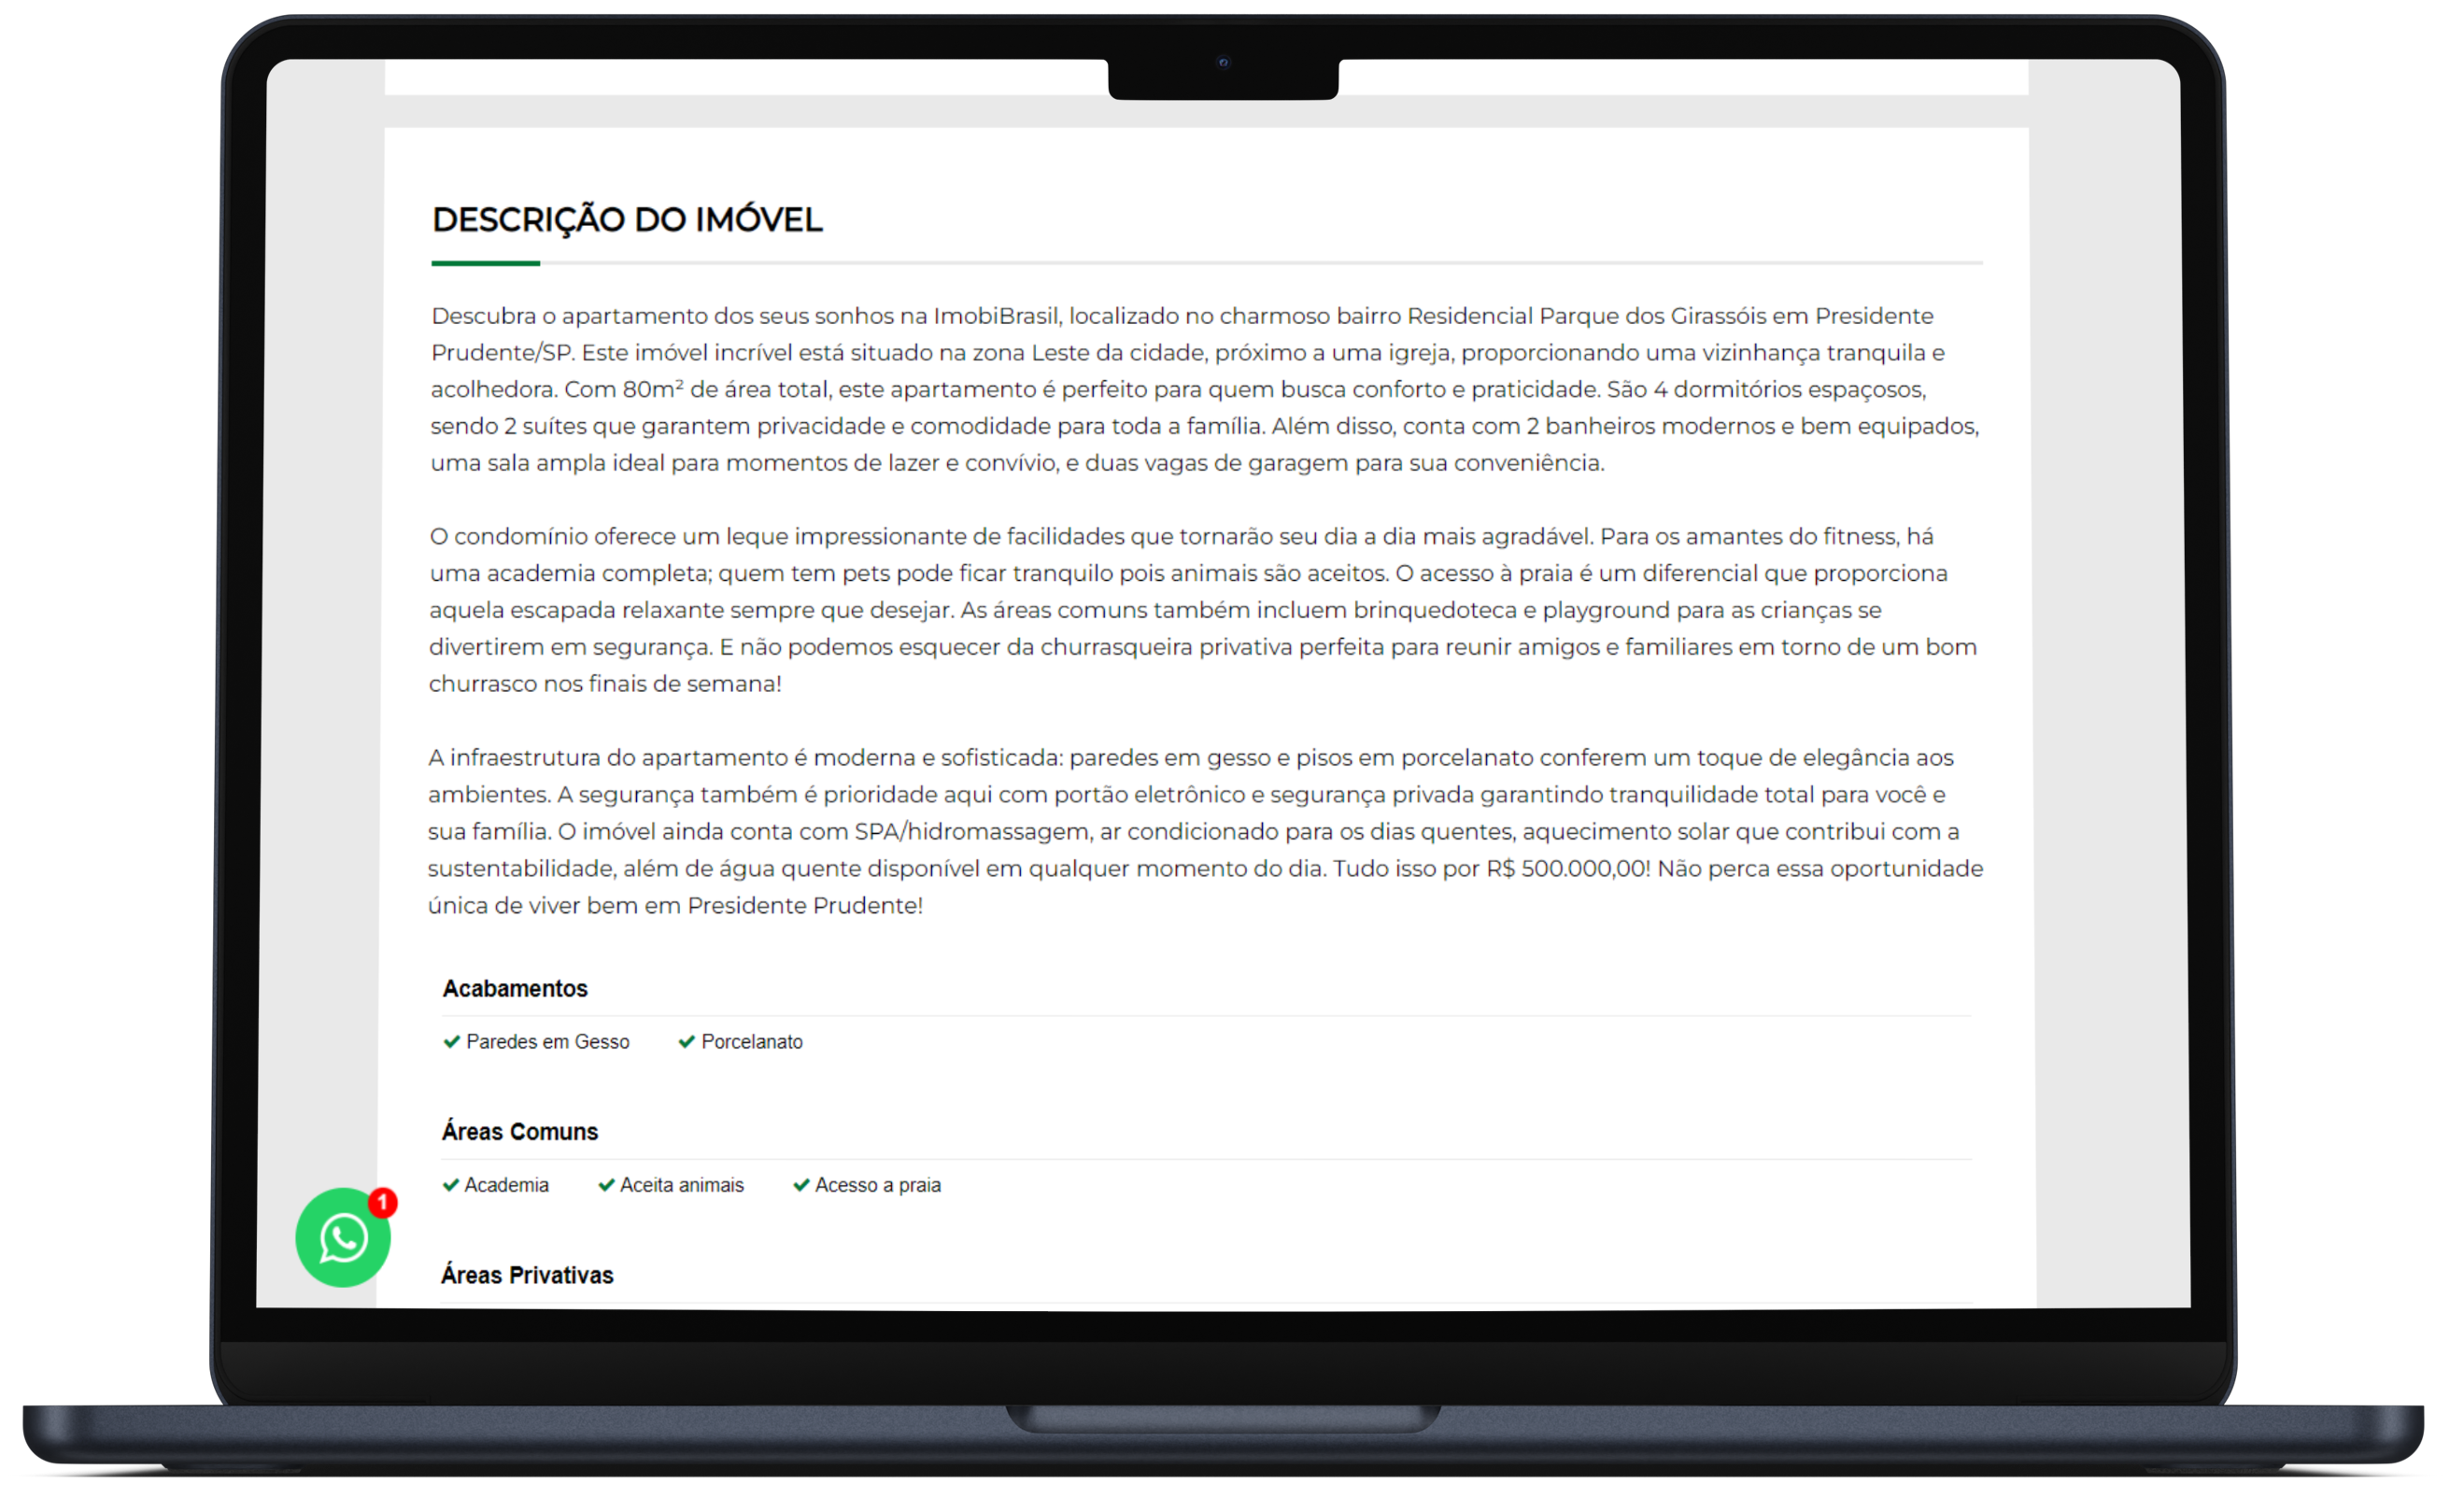 DESCRIÇÃO DO IMÓVEL
Descubra o apartamento dos seus sonhos na ImobiBrasil, localizado no charmoso bairro Residencial Parque dos Girassóis em Presidente
Prudente/SP. Este imóvel incrível está situado na zona Leste da cidade, próximo a uma igreja, proporcionando uma vizinhança tranquila e
acolhedora. Com 80m² de área total, este apartamento é perfeito para quem busca conforto e praticidade. São 4 dormitórios espaçosos,
sendo 2 suítes que garantem privacidade e comodidade para toda a família. Além disso, conta com 2 banheiros modernos e bem equipados,
uma sala ampla ideal para momentos de lazer e convívio, e duas vagas de garagem para sua conveniência.
O condomínio oferece um leque impressionante de facilidades que tornarão seu dia a dia mais agradável. Para os amantes do fitness, há
uma academia completa; quem tem pets pode ficar tranquilo pois animais são aceitos. O acesso à praia é um diferencial que proporciona
aquela escapada relaxante sempre que desejar. As áreas comuns também incluem brinquedoteca e playground para as crianças se
divertirem em segurança. E não podemos esquecer da churrasqueira privativa perfeita para reunir amigos e familiares em torno de um bom
churrasco nos finais de semana!
A infraestrutura do apartamento é moderna e sofisticada: paredes em gesso e pisos em porcelanato conferem um toque de elegância aos
ambientes. A segurança também é prioridade aqui com portão eletrônico e segurança privada garantindo tranquilidade total para você e
sua família. O imóvel ainda conta com SPA/hidromassagem, ar condicionado para os dias quentes, aquecimento solar que contribui com a
sustentabilidade, além de água quente disponível em qualquer momento do dia. Tudo isso por R$ 500.000,00! Não perca essa oportunidade
única de viver bem em Presidente Prudente!
Acabamentos
Paredes em Gesso Porcelanato
Áreas Comuns
Academia Aceita animais Acesso a praia
1
Áreas Privativas